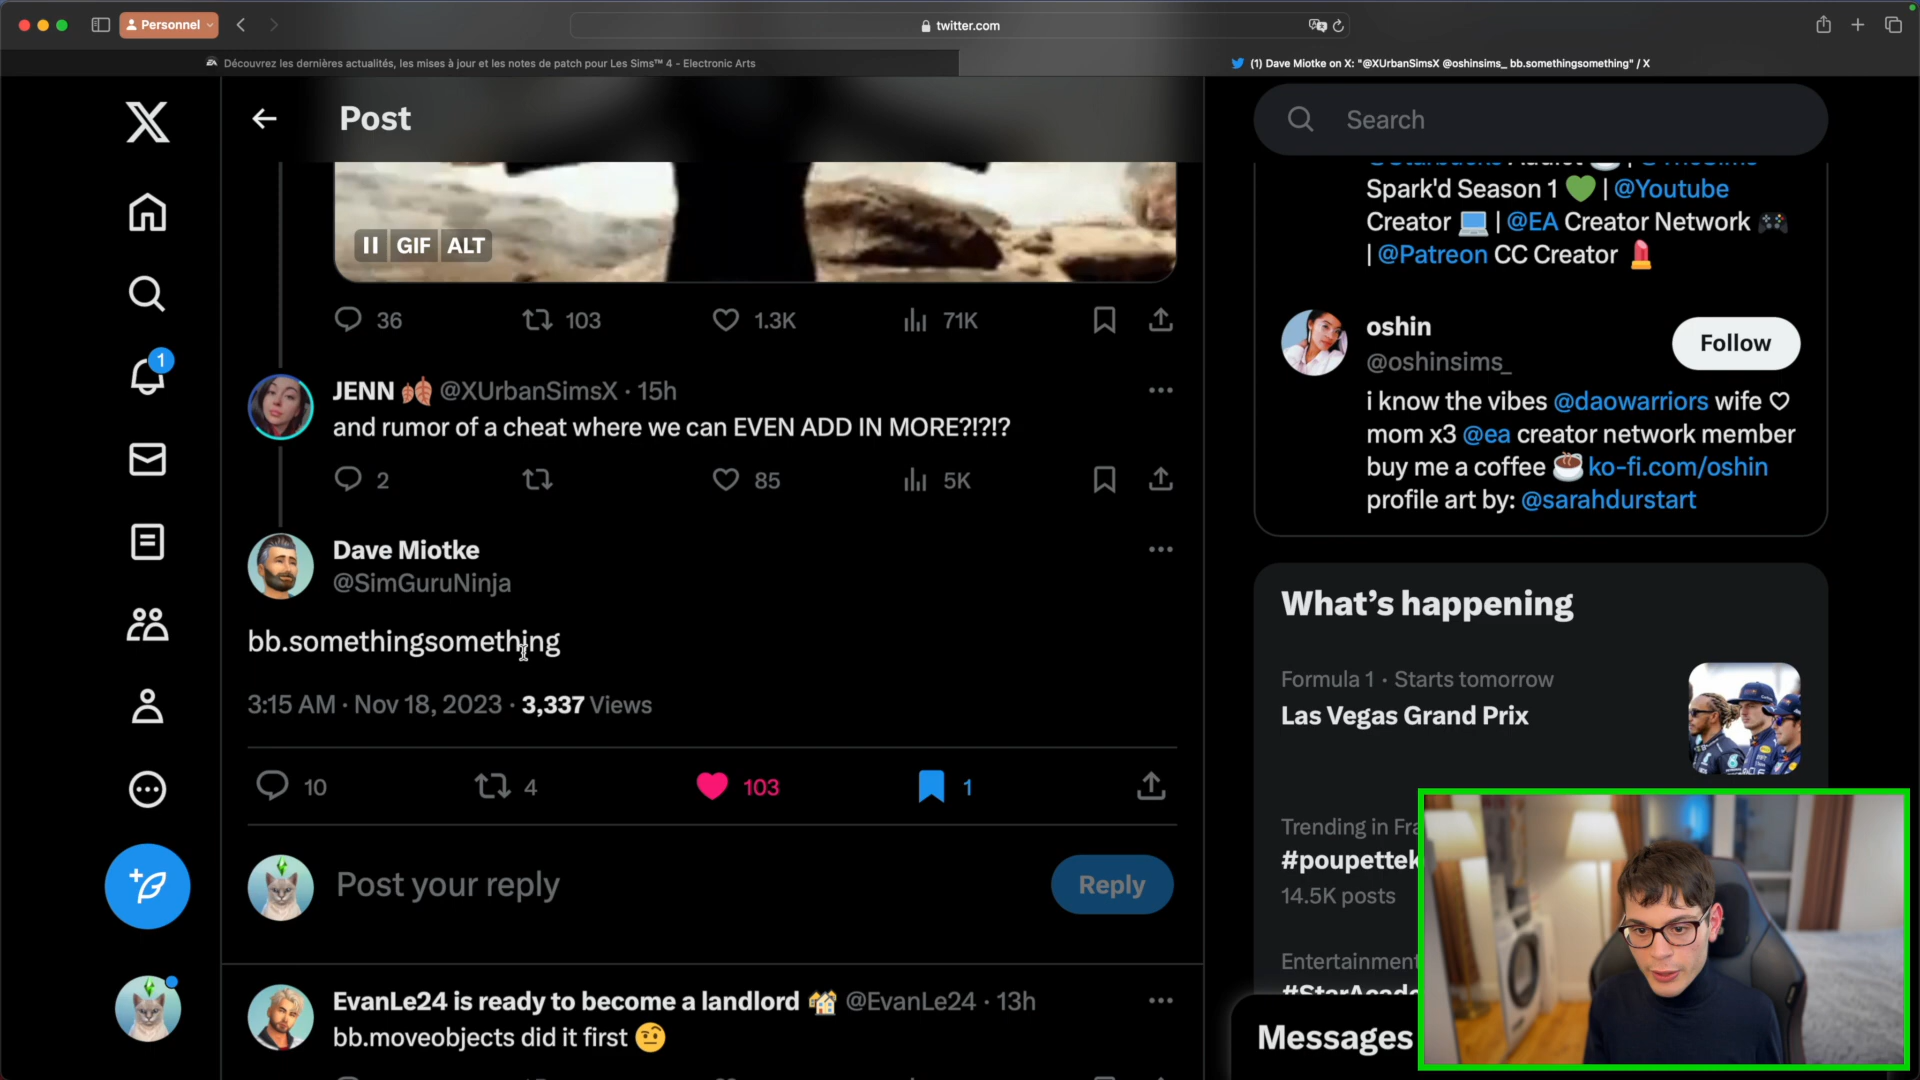 Personnel
twitter.com
Découvrez les dernières actualités, les mises à jour et les notes de patch pour Les Sims™ 4 - Electronic Arts
(1) Dave Miotke on X: "@XUrbanSimsX @oshinsims_ bb.somethingsomething" / X
Post
Search
GIF ALT
36 103 1.3K 71K
JENN 🍂 @XUrbanSimsX · 15h
and rumor of a cheat where we can EVEN ADD IN MORE?!?!?
2 85 5K
Dave Miotke
@SimGuruNinja
bb.somethingsomething
3:15 AM · Nov 18, 2023 · 3,337 Views
10 4 103 1
Post your reply
Reply
EvanLe24 is ready to become a landlord 🏘️ @EvanLe24 · 13h
bb.moveobjects did it first 🤨
1
Spark'd Season 1 💚 | @Youtube
Creator 💻 | @EA Creator Network 🎮
| @Patreon CC Creator 💄
oshin
@oshinsims_
Follow
i know the vibes @daowarriors wife ♡
mom x3 @ea creator network member
buy me a coffee ☕ ko-fi.com/oshin
profile art by: @sarahdurstart
What's happening
Formula 1 · Starts tomorrow
Las Vegas Grand Prix
Trending in Fra
#poupettek
14.5K posts
Entertainment
Messages